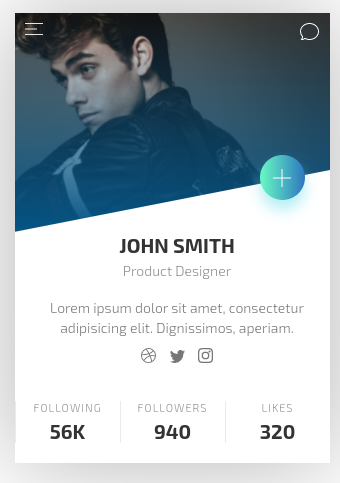 JOHN SMITH
Product Designer
Lorem ipsum dolor sit amet, consectetur
adipisicing elit. Dignissimos, aperiam.
FOLLOWING FOLLOWERS LIKES
56K 940 320